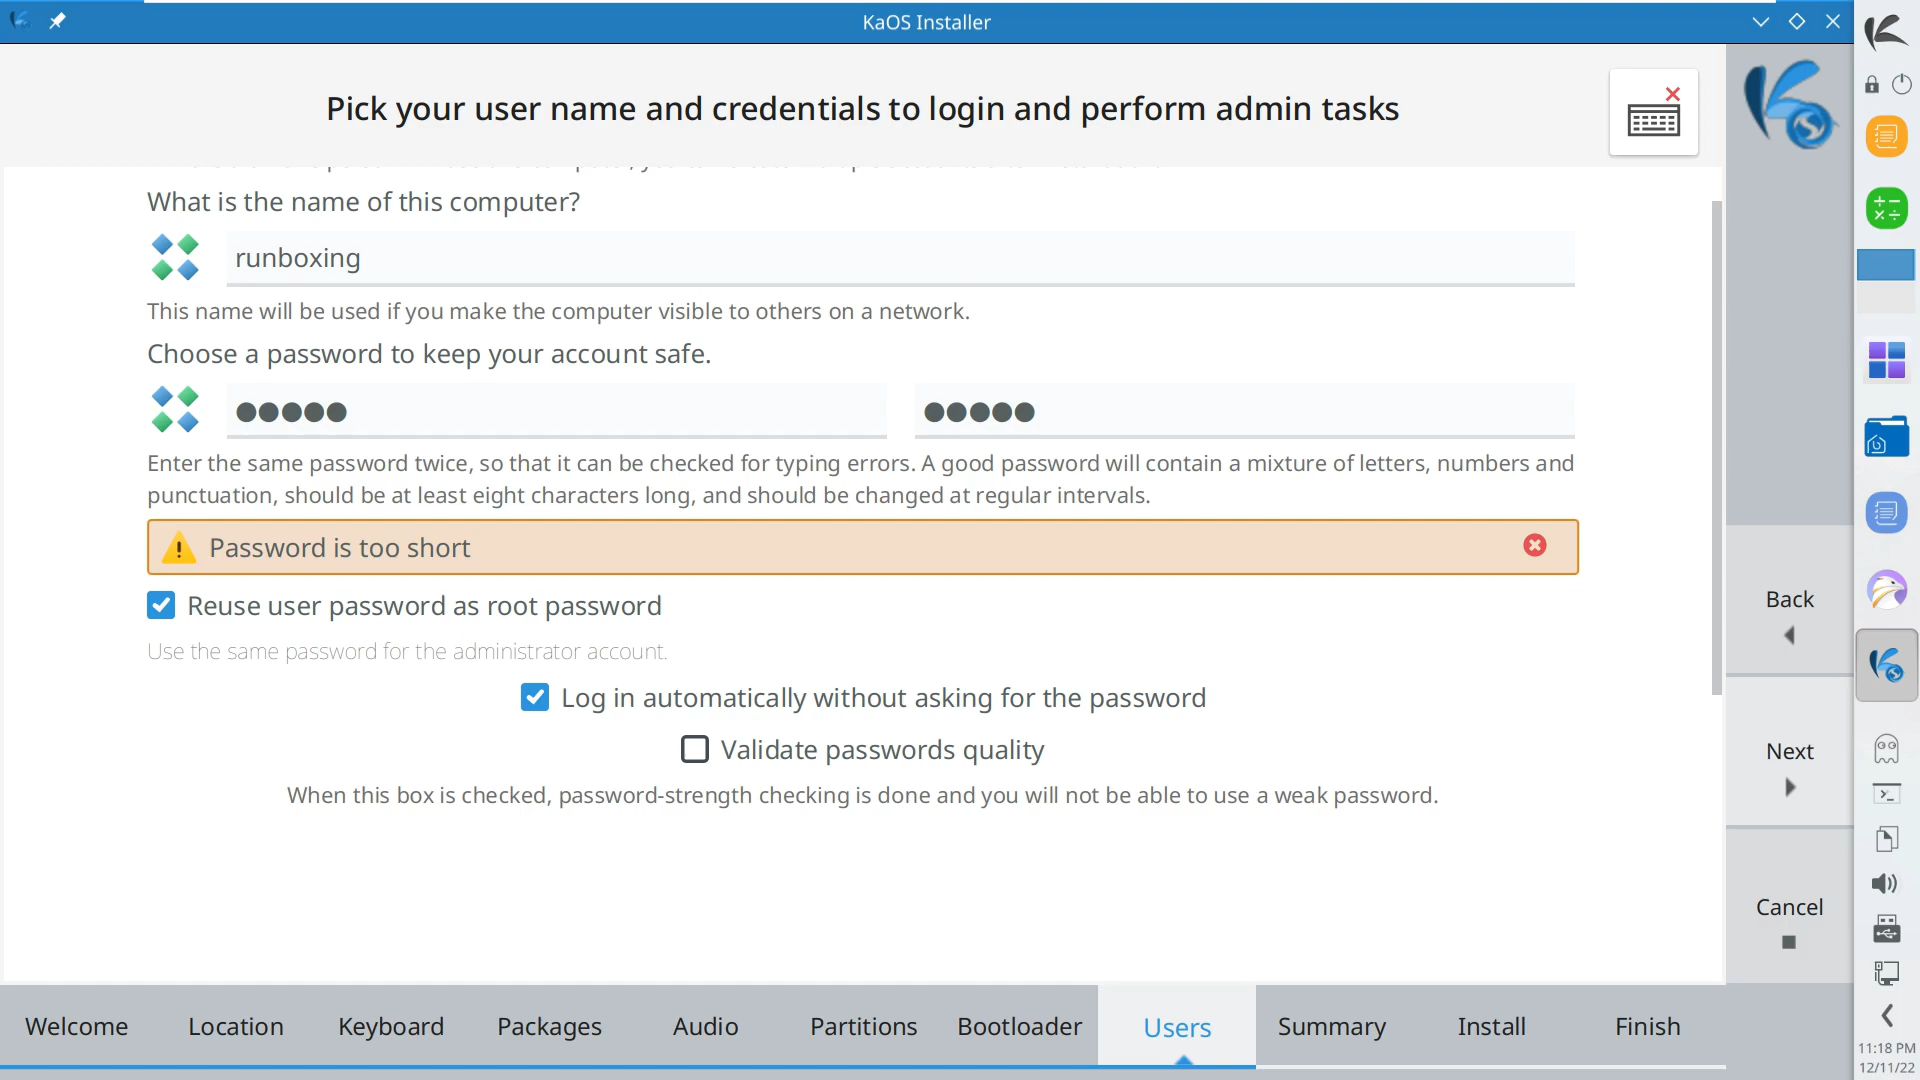 KaOS Installer
Pick your user name and credentials to login and perform admin tasks
What is the name of this computer?
runboxing
This name will be used if you make the computer visible to others on a network.
Choose a password to keep your account safe.
●●●●● ●●●●●
Enter the same password twice, so that it can be checked for typing errors. A good password will contain a mixture of letters, numbers and
punctuation, should be at least eight characters long, and should be changed at regular intervals.
Password is too short
Reuse user password as root password
Use the same password for the administrator account.
Log in automatically without asking for the password
Validate passwords quality
When this box is checked, password-strength checking is done and you will not be able to use a weak password.
Back
Next
Cancel
Welcome Location Keyboard Packages Audio Partitions Bootloader Users Summary Install Finish
11:18 PM
12/11/22